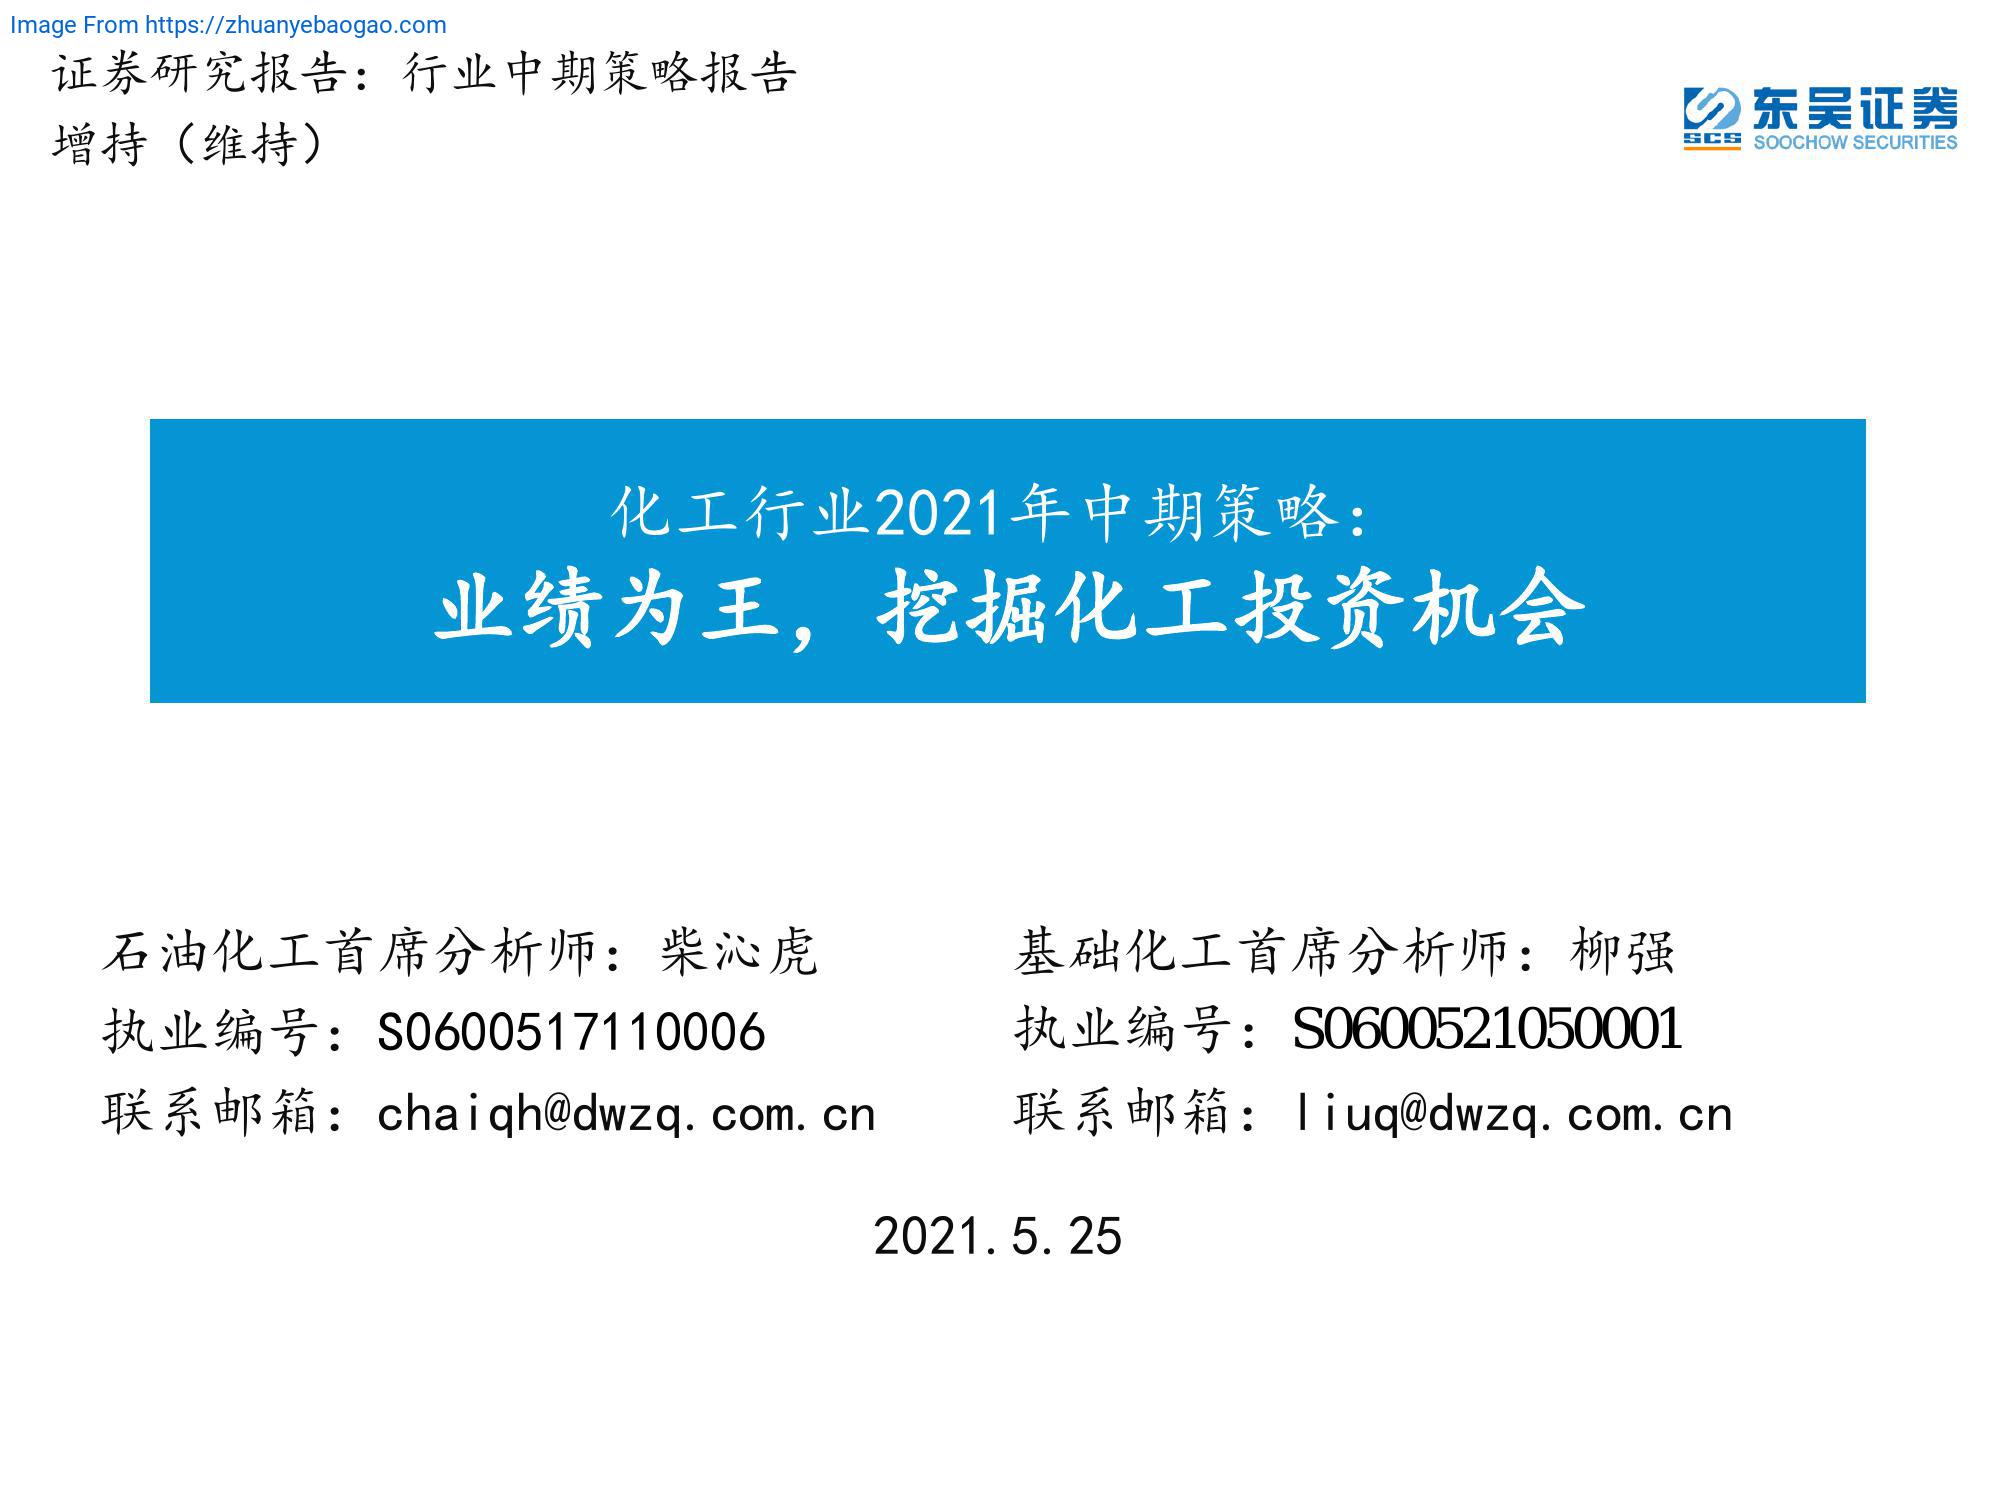 Image From https://zhuanyebaogao.com
证券研究报告：行业中期策略报告
增持（维持）
SCS
东吴证券
SOOCHOW SECURITIES
化工行业2021年中期策略：
业绩为王，挖掘化工投资机会
石油化工首席分析师：柴沁虎
执业编号：S0600517110006
联系邮箱：chaiqh@dwzq.com.cn
基础化工首席分析师：柳强
执业编号：S0600521050001
联系邮箱：liuq@dwzq.com.cn
2021.5.25